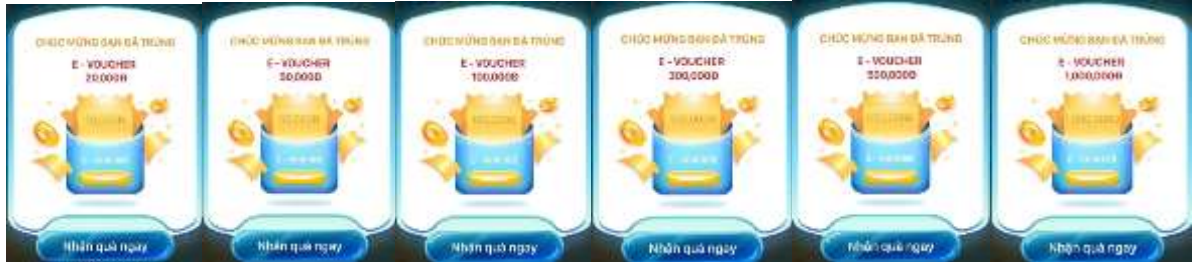 CHÚC MỪNG BẠN ĐÃ TRÚNG
E - VOUCHER
20,000Đ
Nhận quà ngay
CHÚC MỪNG BẠN ĐÃ TRÚNG
E - VOUCHER
50,000Đ
Nhận quà ngay
CHÚC MỪNG BẠN ĐÃ TRÚNG
E - VOUCHER
100,000Đ
Nhận quà ngay
CHÚC MỪNG BẠN ĐÃ TRÚNG
E - VOUCHER
Nhận quà ngay
CHÚC MỪNG BẠN ĐÃ TRÚNG
E - VOUCHER
500,000Đ
Nhận quà ngay
CHÚC MỪNG BẠN ĐÃ TRÚNG
E - VOUCHER
1,000,000Đ
Nhận quà ngay